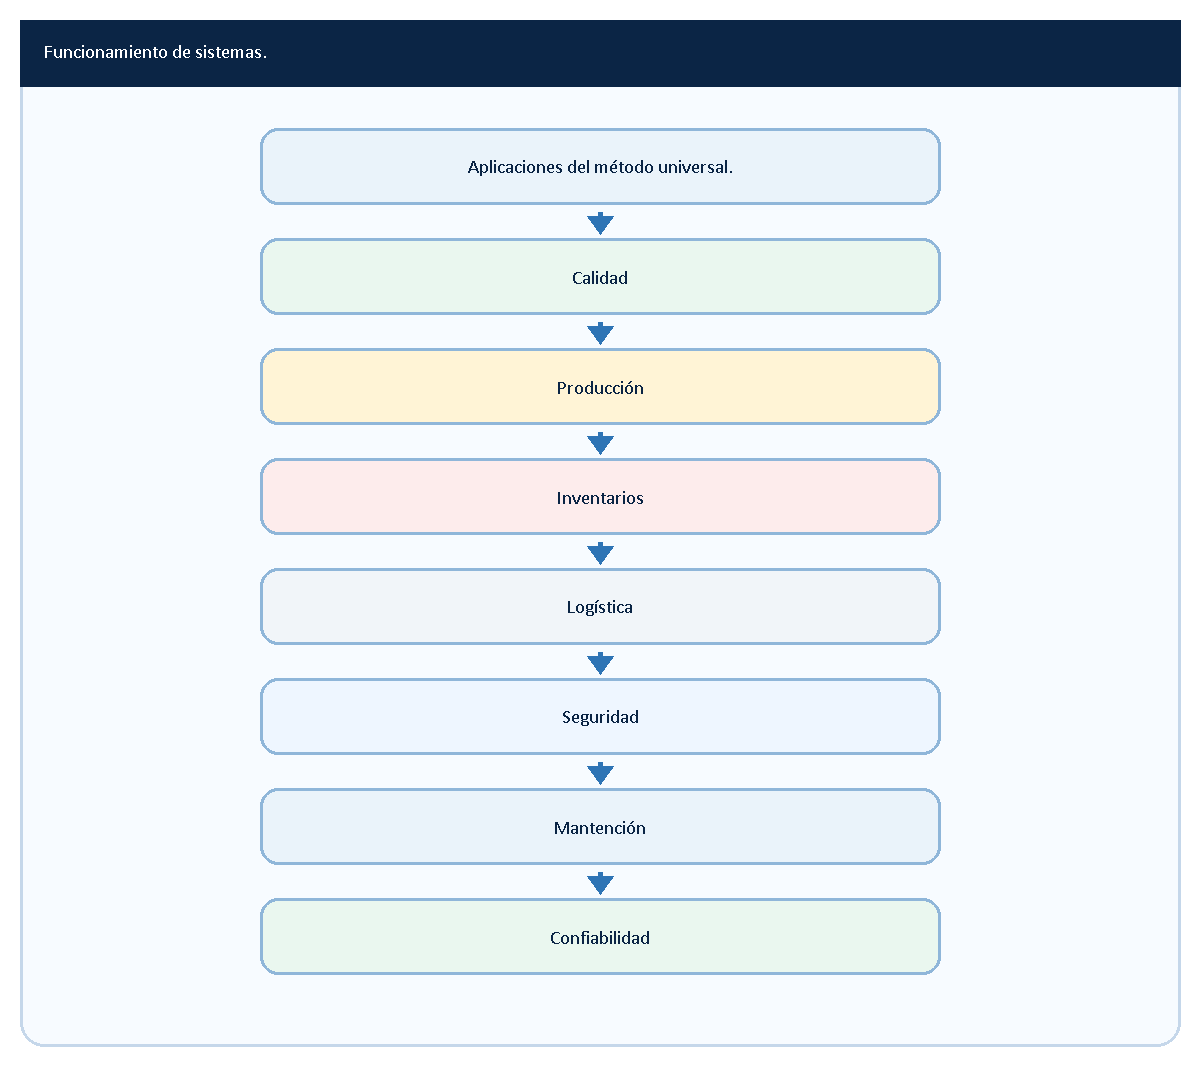 Funcionamiento de sistemas.
Aplicaciones del método universal.
Calidad
Producción
Inventarios
Logística
Seguridad
Mantención
Confiabilidad